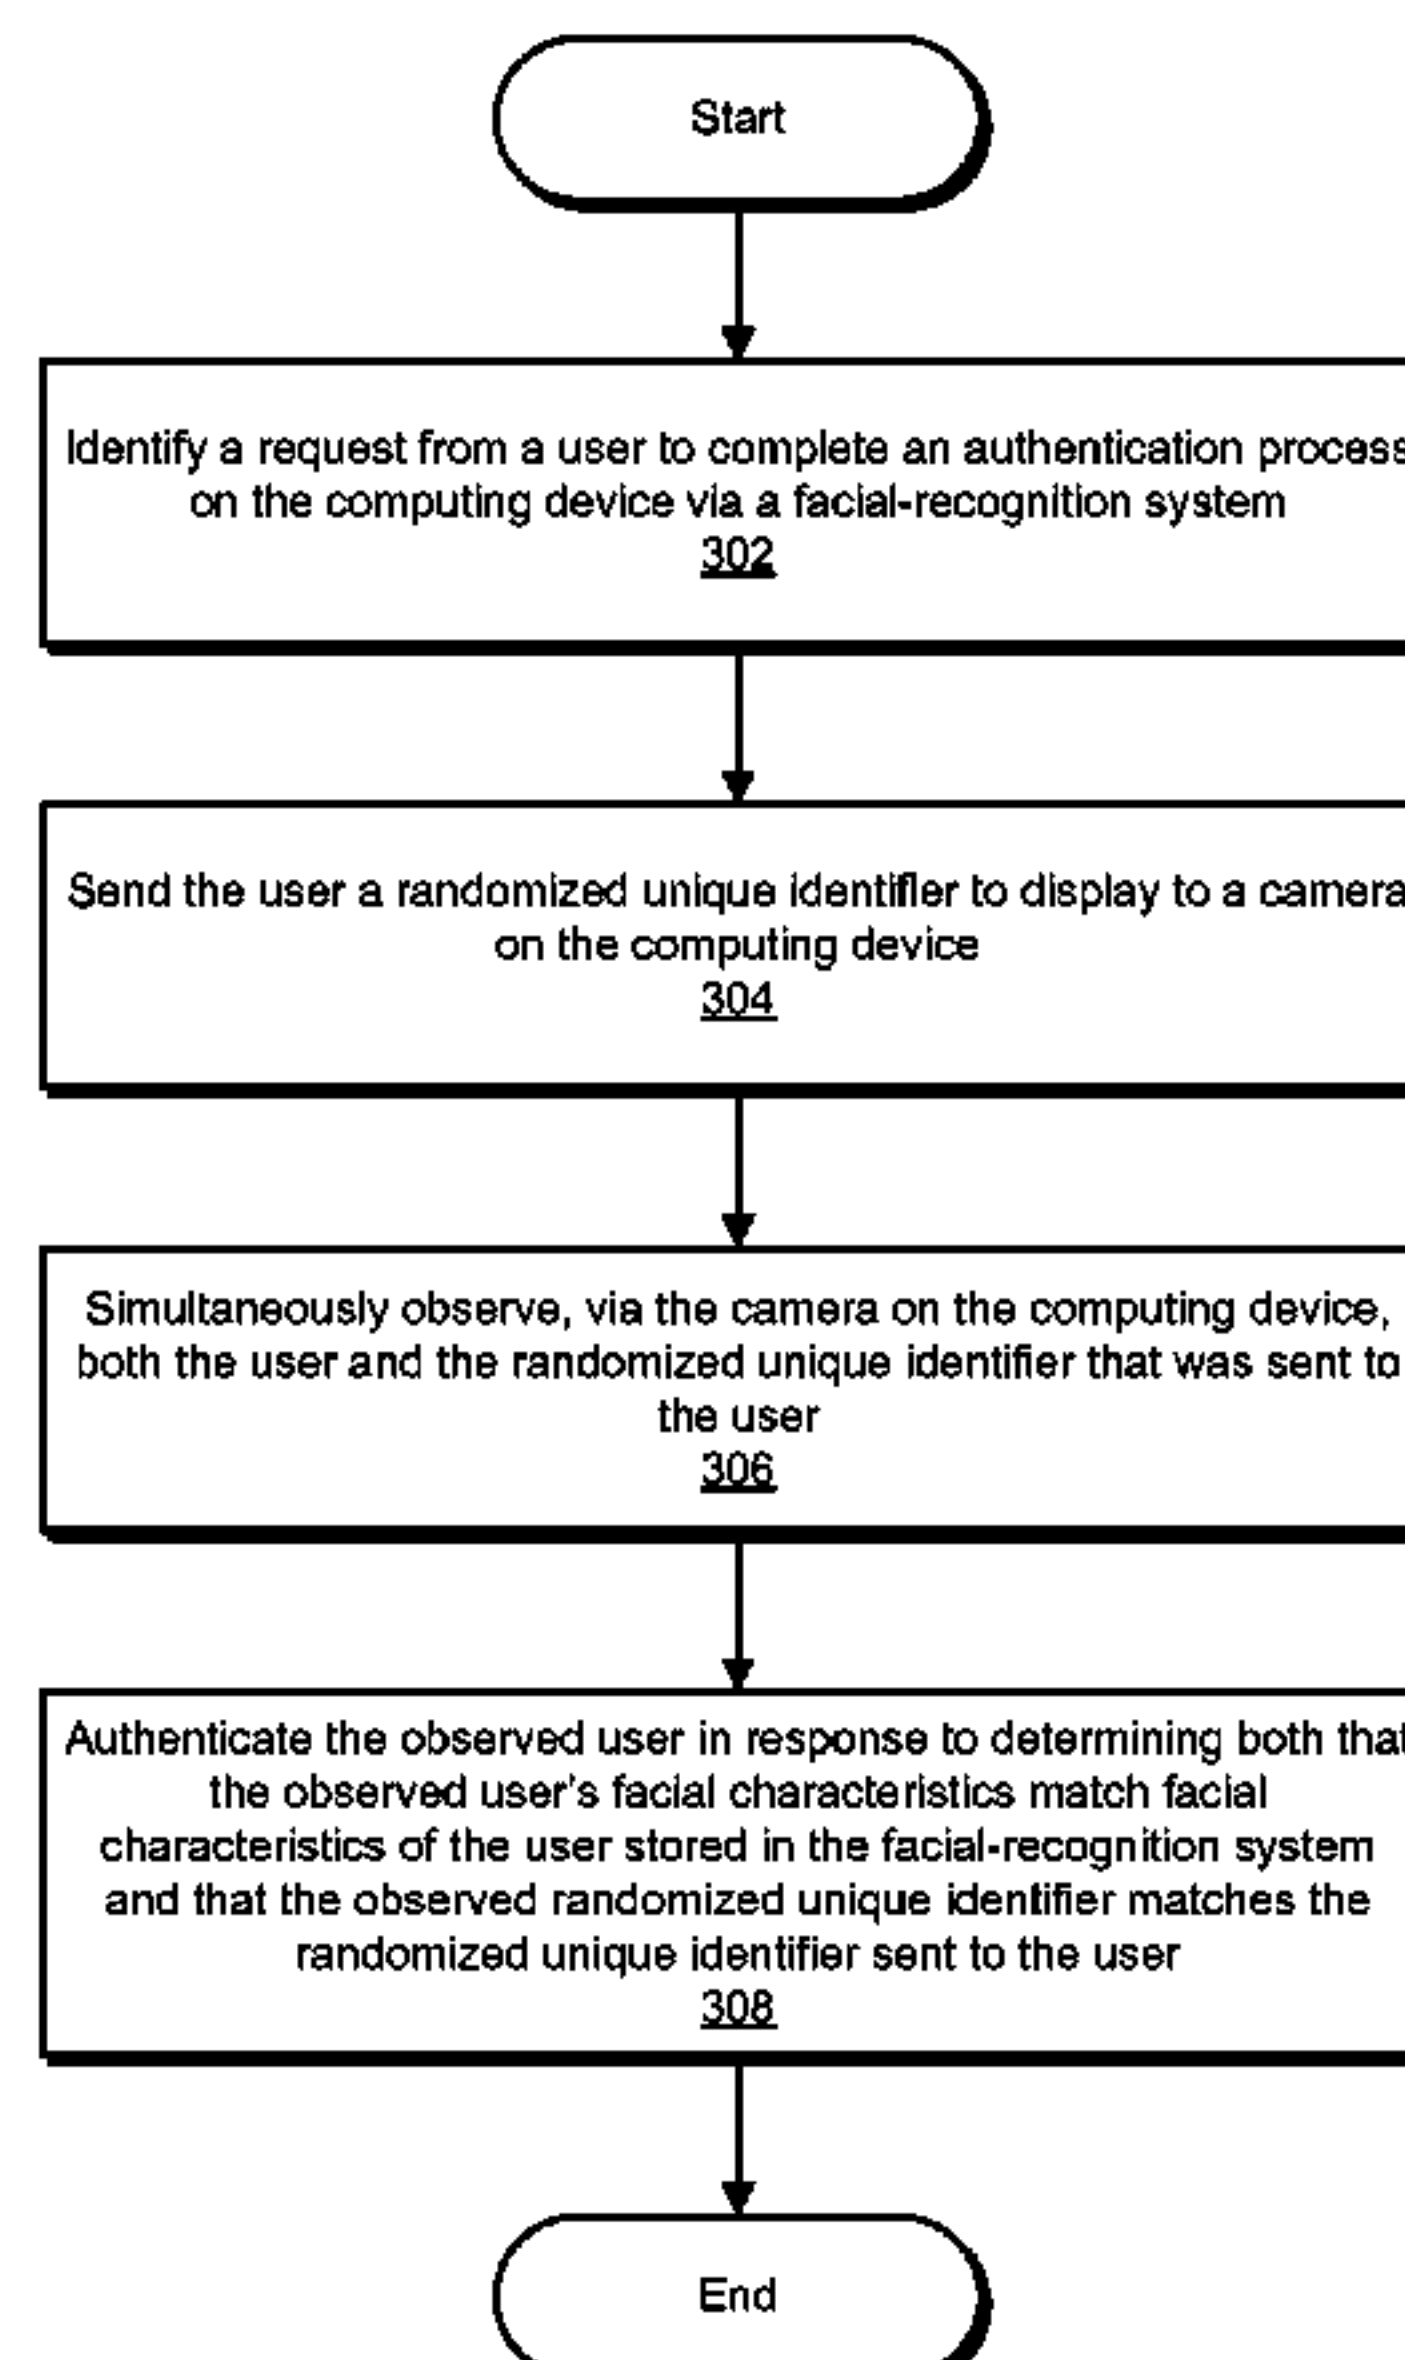 Start
Identify a request from a user to complete an authentication process
on the computing device via a facial-recognition system
302
Send the user a randomized unique identifier to display to a camera
on the computing device
304
Simultaneously observe, via the camera on the computing device,
both the user and the randomized unique identifier that was sent to
the user
306
Authenticate the observed user in response to determining both that
the observed user's facial characteristics match facial
characteristics of the user stored in the facial-recognition system
and that the observed randomized unique identifier matches the
randomized unique identifier sent to the user
308
End